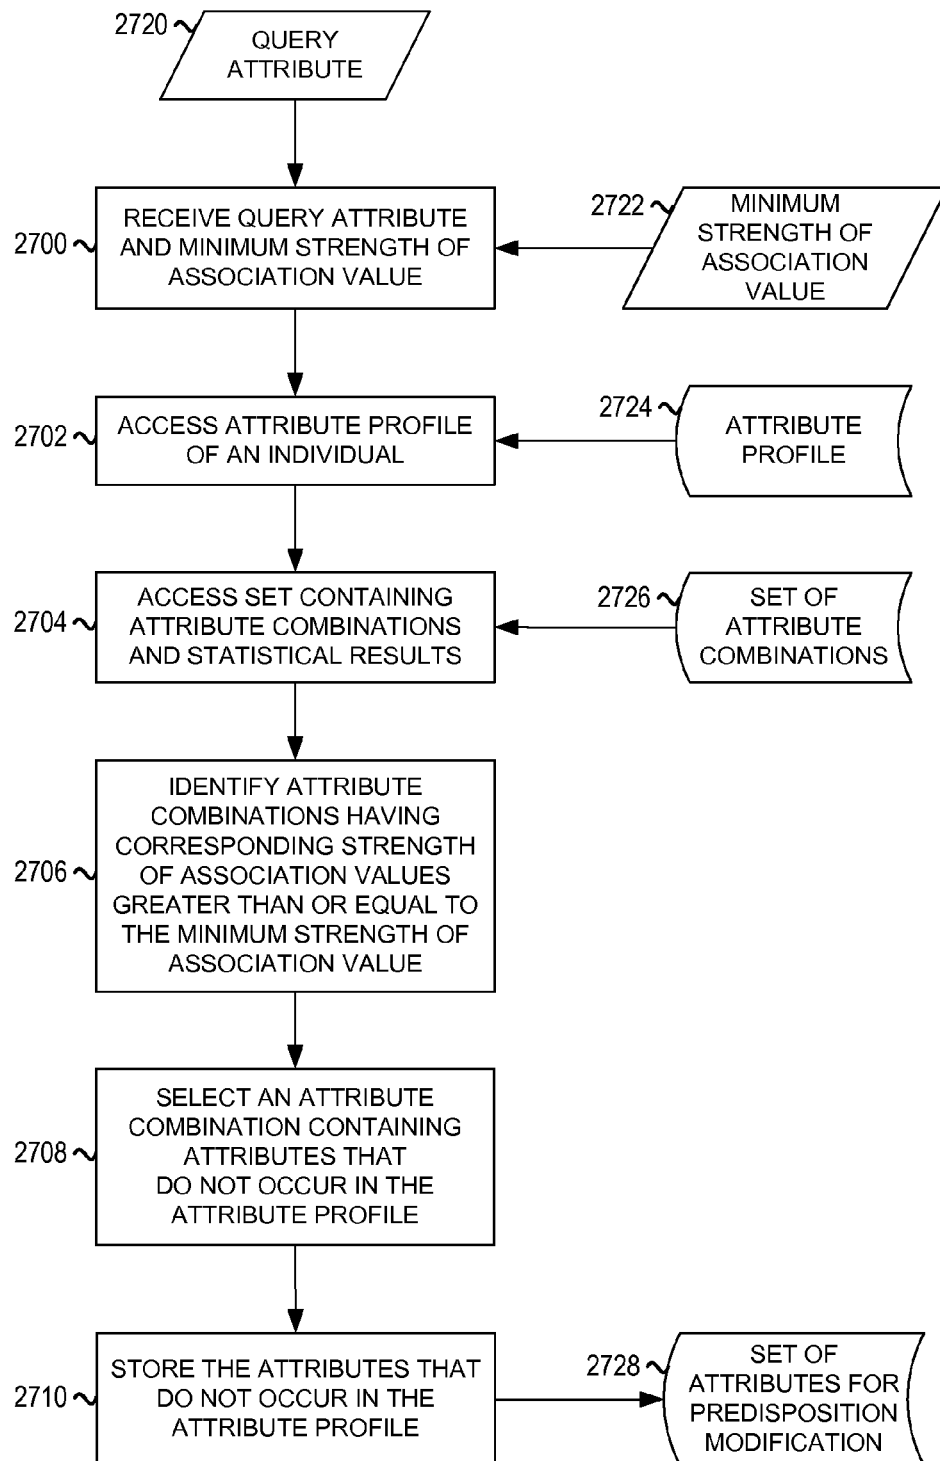 2720
QUERY
ATTRIBUTE
2700
RECEIVE QUERY ATTRIBUTE
AND MINIMUM STRENGTH OF
ASSOCIATION VALUE
2722
MINIMUM
STRENGTH OF
ASSOCIATION
VALUE
2702
ACCESS ATTRIBUTE PROFILE
OF AN INDIVIDUAL
2724
ATTRIBUTE
PROFILE
2704
ACCESS SET CONTAINING
ATTRIBUTE COMBINATIONS
AND STATISTICAL RESULTS
2726
SET OF
ATTRIBUTE
COMBINATIONS
2706
IDENTIFY ATTRIBUTE
COMBINATIONS HAVING
CORRESPONDING STRENGTH
OF ASSOCIATION VALUES
GREATER THAN OR EQUAL TO
THE MINIMUM STRENGTH OF
ASSOCIATION VALUE
2708
SELECT AN ATTRIBUTE
COMBINATION CONTAINING
ATTRIBUTES THAT
DO NOT OCCUR IN THE
ATTRIBUTE PROFILE
2710
STORE THE ATTRIBUTES THAT
DO NOT OCCUR IN THE
ATTRIBUTE PROFILE
2728
SET OF
ATTRIBUTES FOR
PREDISPOSITION
MODIFICATION